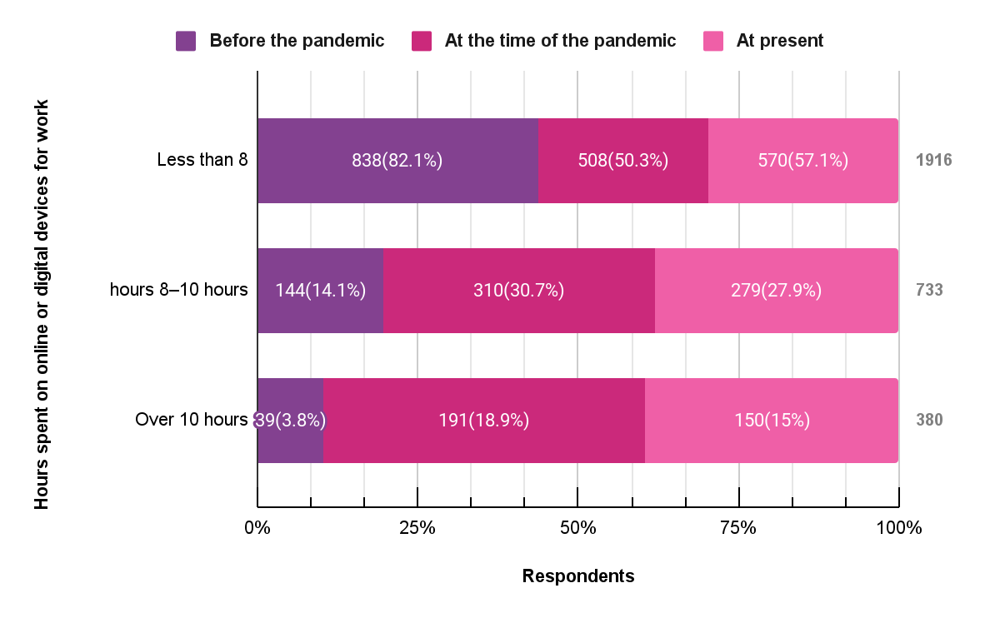 Before the pandemic At the time of the pandemic At present
Hours spent on online or digital devices for work
Less than 8 838(82.1%) 508(50.3%) 570(57.1%) 1916
hours 8–10 hours 144(14.1%) 310(30.7%) 279(27.9%) 733
Over 10 hours 39(3.8%) 191(18.9%) 150(15%) 380
0% 25% 50% 75% 100%
Respondents